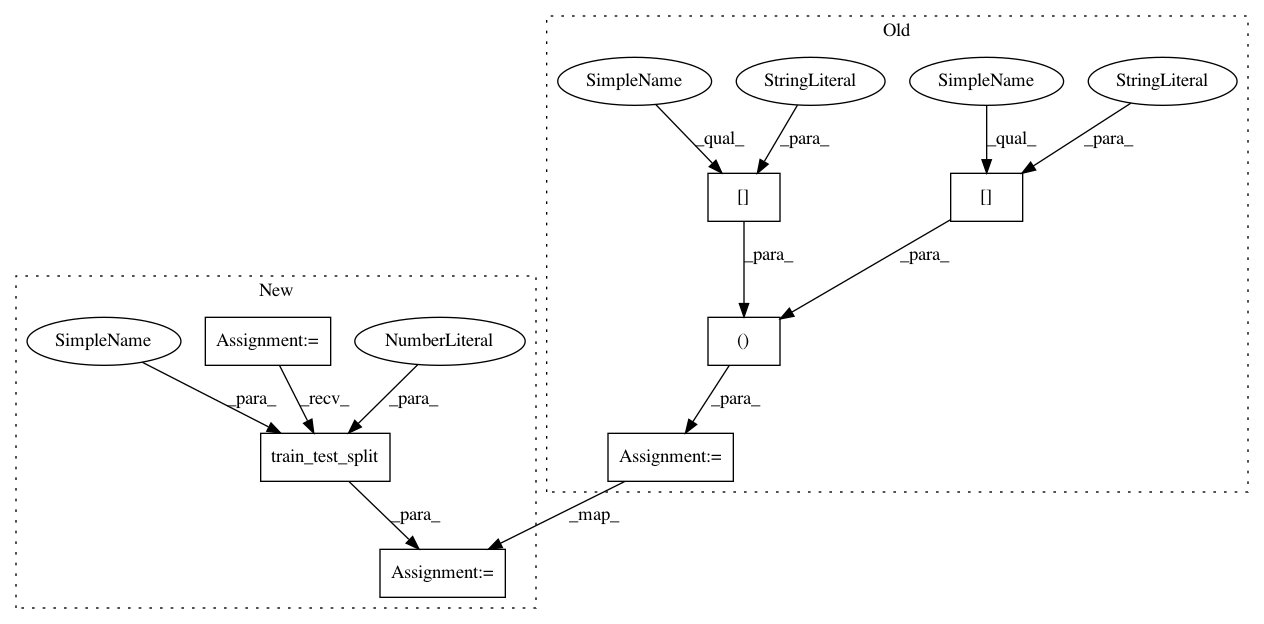 Old
SimpleName
StringLiteral
SimpleName
StringLiteral
_qual_
_para_
_qual_
_para_
[]
[]
_para_
_para_
New
SimpleName
Assignment:=
NumberLiteral
()
_para_
_recv_
_para_
_para_
train_test_split
Assignment:=
_para_
_map_
Assignment:=